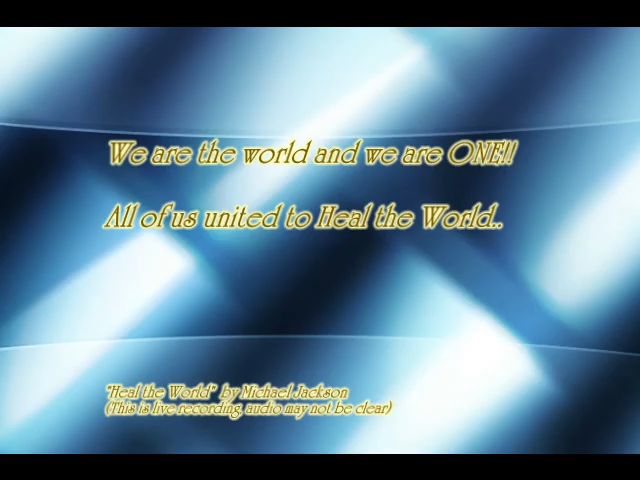 We are the world and we are ONE!!
All of us united to Heal the World..
"Heal the World" by Michael Jackson
(This is live recording, audio may not be clear)